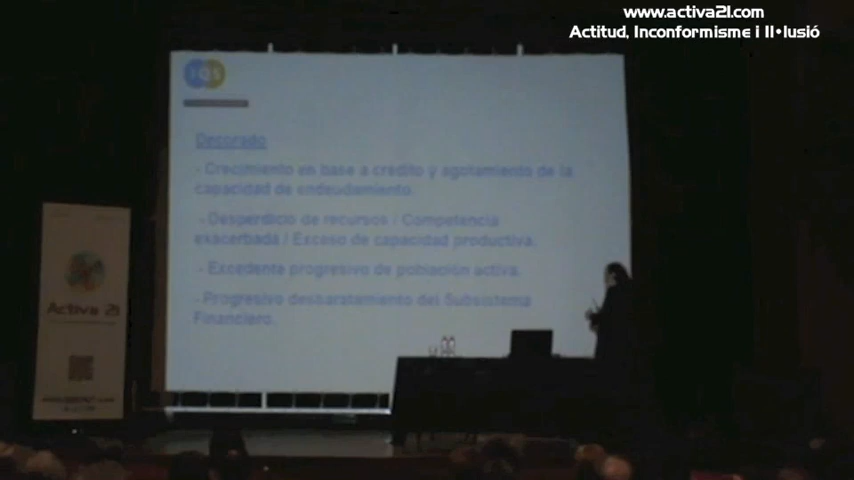 www.activa21.com
Actitud, Inconformisme i Il•lusió
IQS
Decorado
- Crecimiento en base a crédito y agotamiento de la
capacidad de endeudamiento.
- Desperdicio de recursos / Competencia
exacerbada / Exceso de capacidad productiva.
- Excedente progresivo de población activa.
- Progresivo desbaratamiento del Subsistema
Financiero.
Activa 21